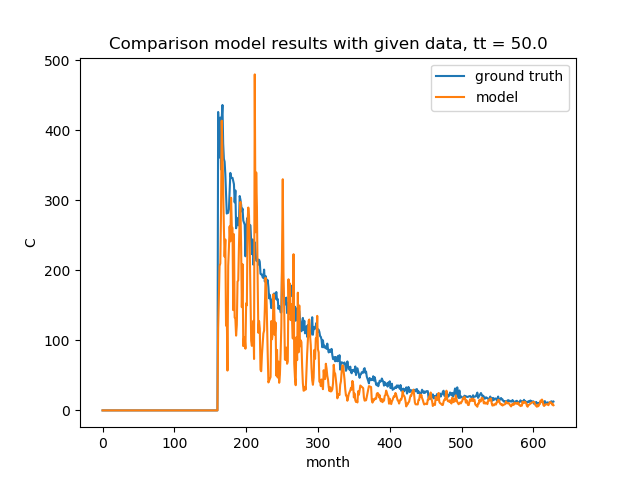 Comparison model results with given data, tt = 50.0
500
400
300
200
100
0
C
ground truth
model
0 100 200 300 400 500 600
month